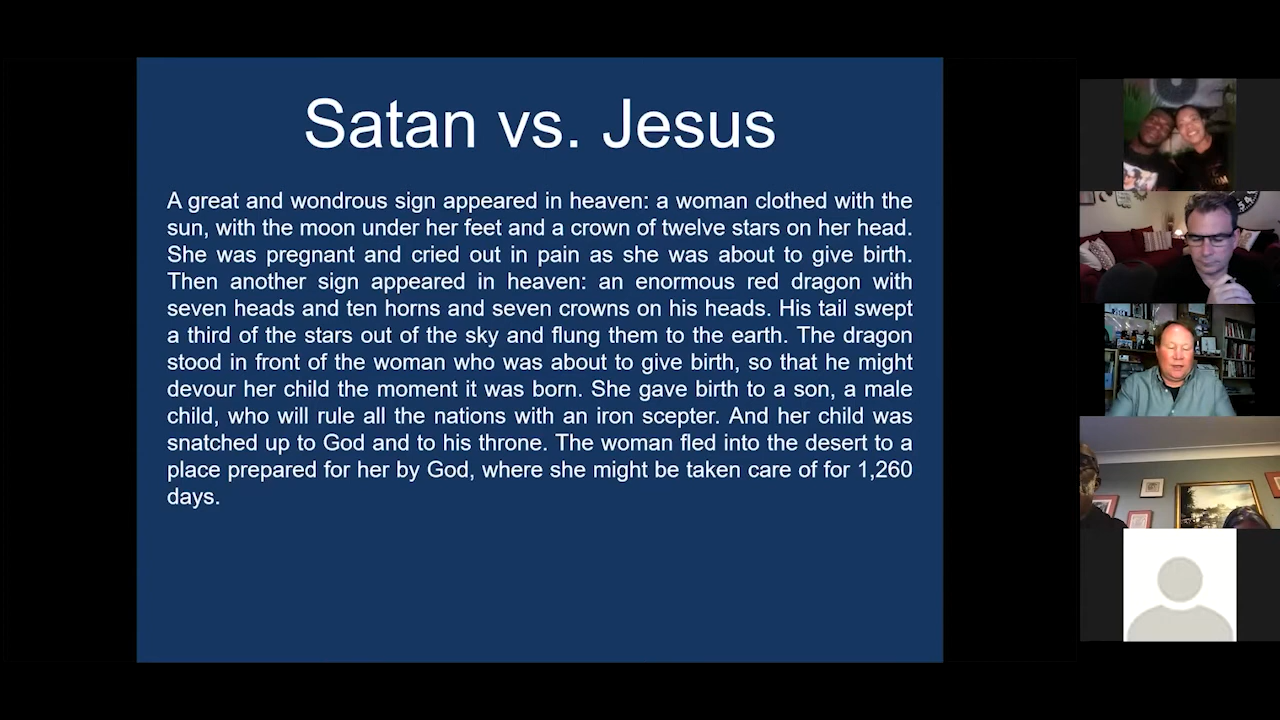 Satan vs. Jesus
A great and wondrous sign appeared in heaven: a woman clothed with the
sun, with the moon under her feet and a crown of twelve stars on her head.
She was pregnant and cried out in pain as she was about to give birth.
Then another sign appeared in heaven: an enormous red dragon with
seven heads and ten horns and seven crowns on his heads. His tail swept
a third of the stars out of the sky and flung them to the earth. The dragon
stood in front of the woman who was about to give birth, so that he might
devour her child the moment it was born. She gave birth to a son, a male
child, who will rule all the nations with an iron scepter. And her child was
snatched up to God and to his throne. The woman fled into the desert to a
place prepared for her by God, where she might be taken care of for 1,260
days.